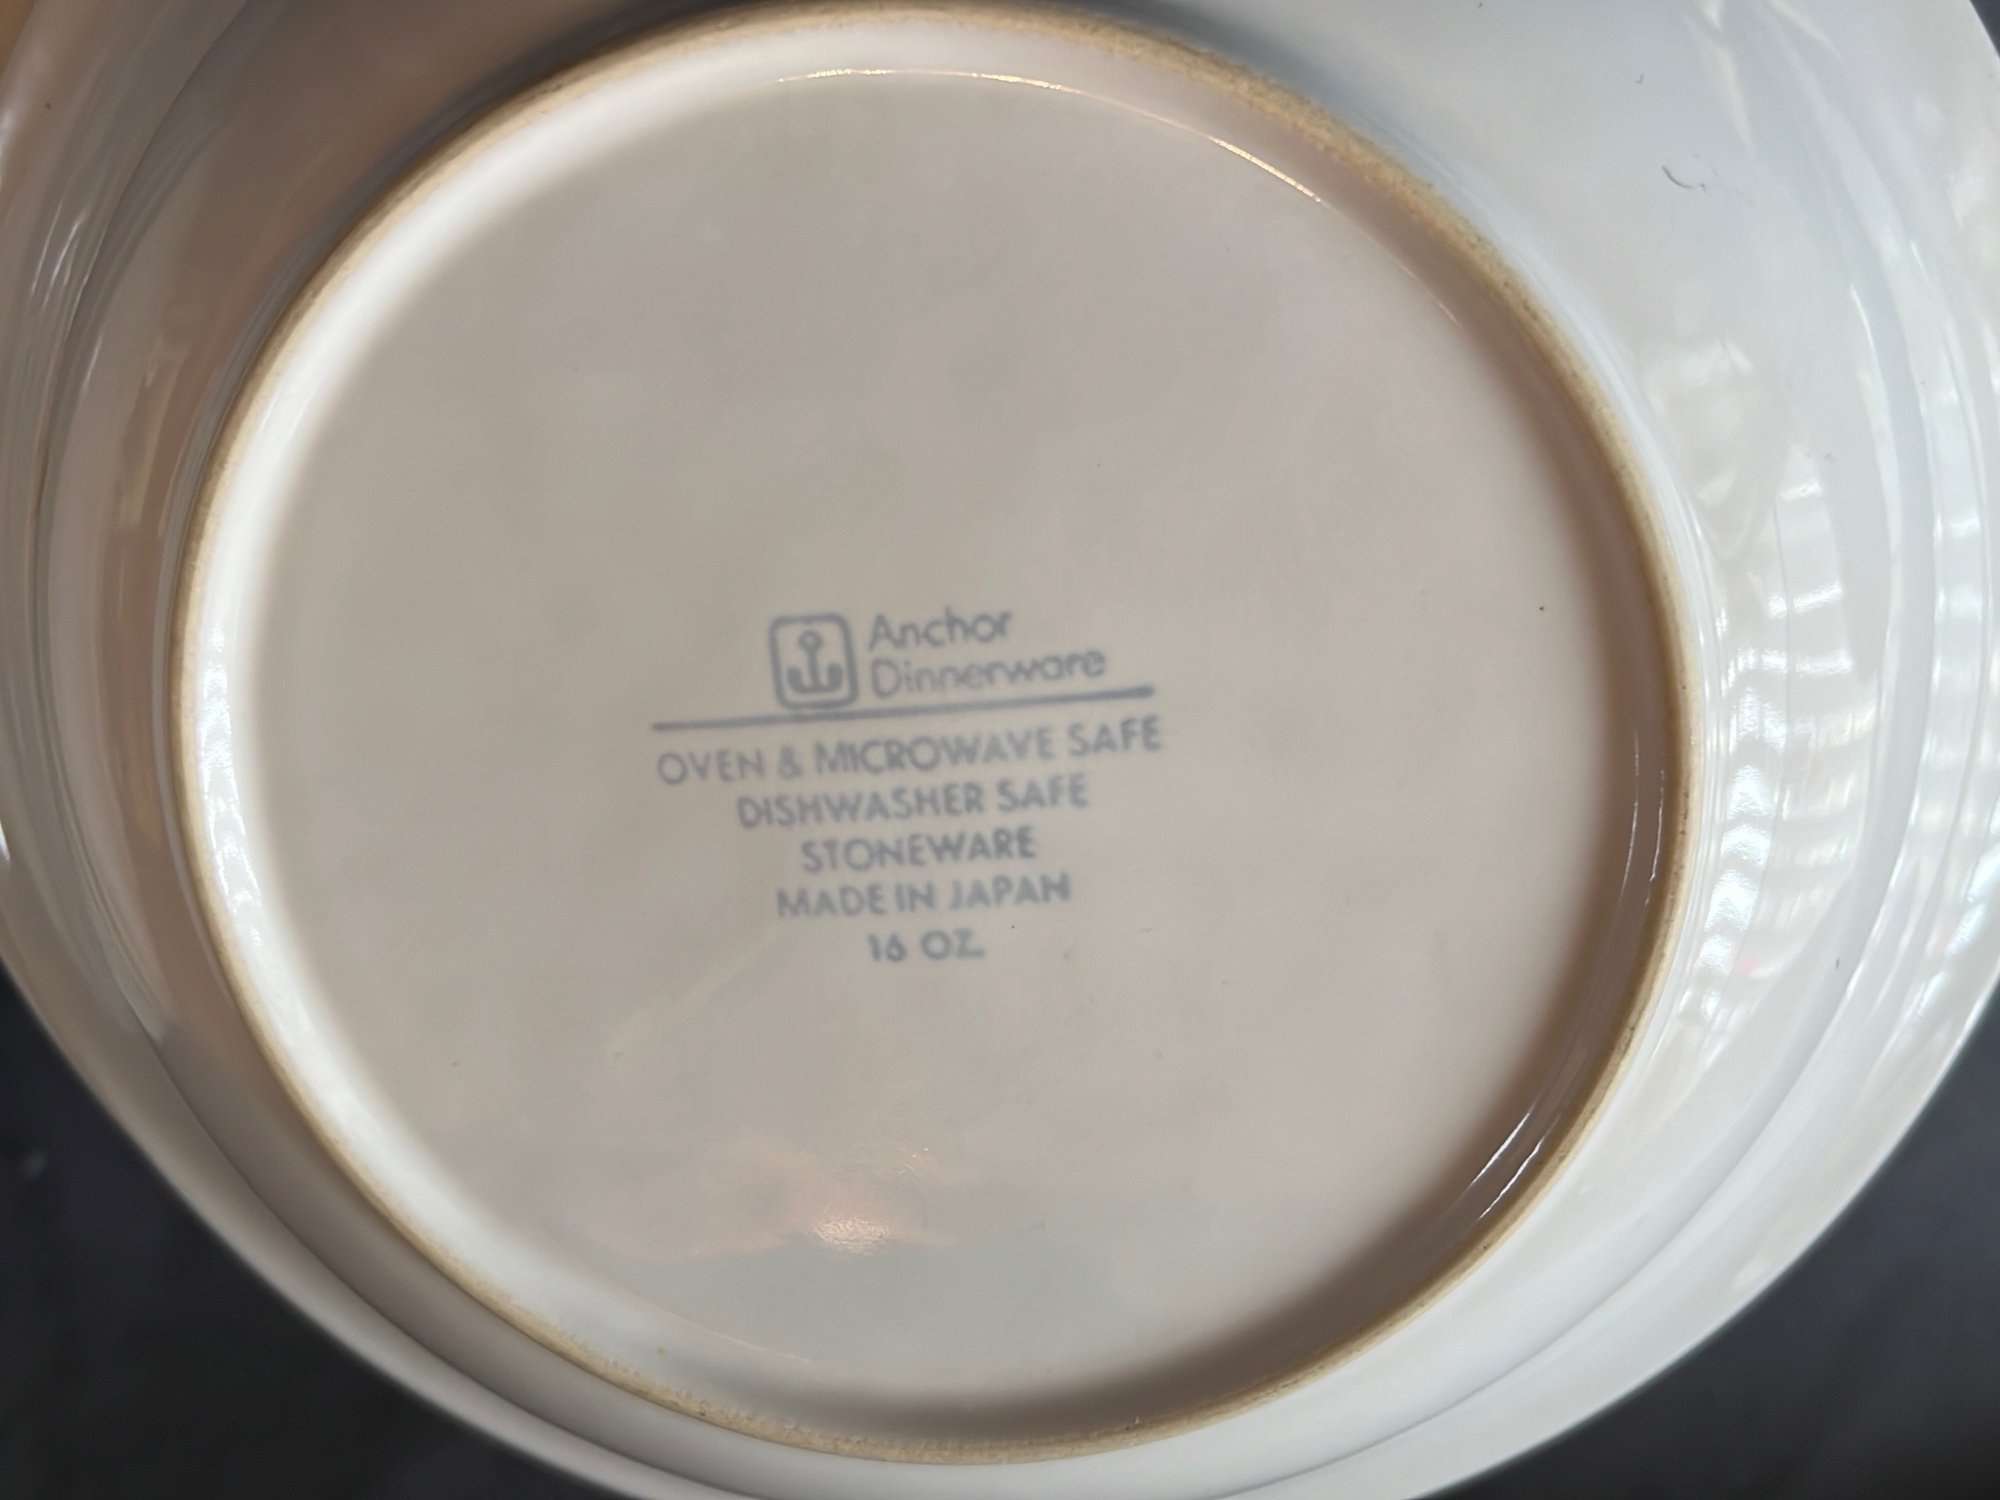 Anchor
Dinnerware
OVEN & MICROWAVE SAFE
DISHWASHER SAFE
STONEWARE
MADE IN JAPAN
16 OZ.